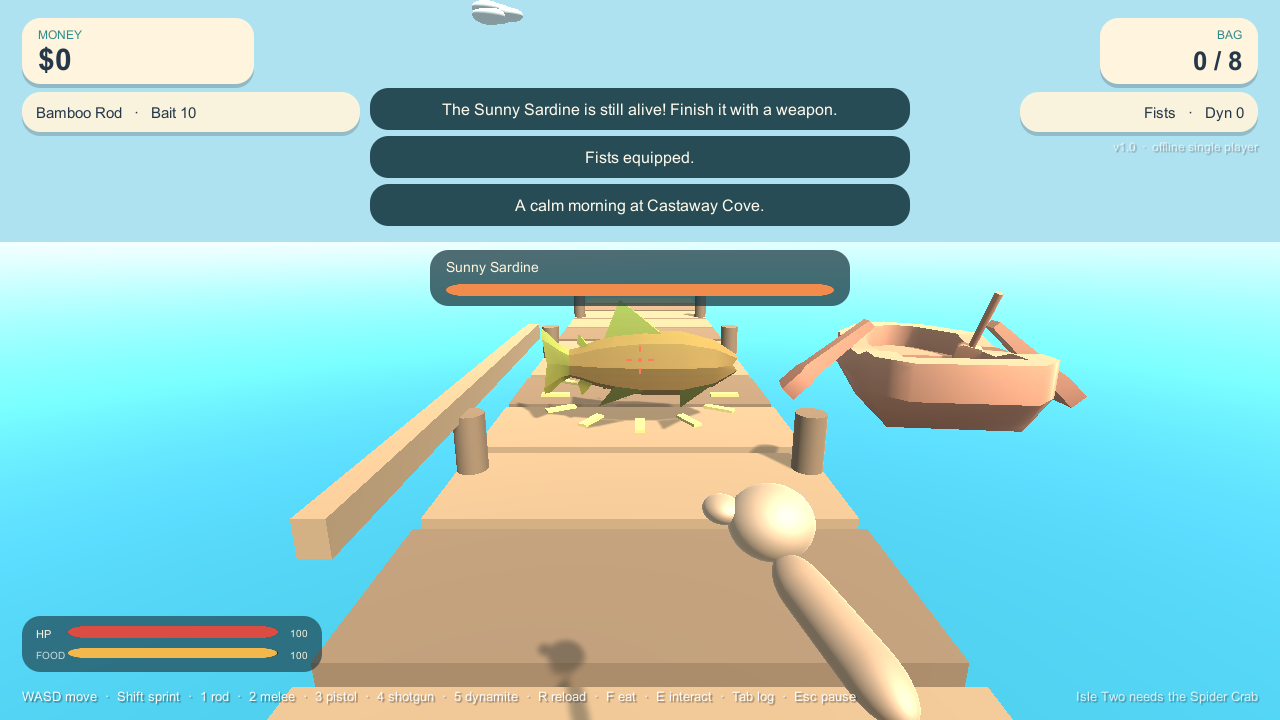 MONEY
$0
BAG
0 / 8
Bamboo Rod · Bait 10
The Sunny Sardine is still alive! Finish it with a weapon.
Fists · Dyn 0
Fists equipped.
v1.0 · offline single player
A calm morning at Castaway Cove.
Sunny Sardine
HP 100
FOOD 100
WASD move · Shift sprint · 1 rod · 2 melee · 3 pistol · 4 shotgun · 5 dynamite · R reload · F eat · E interact · Tab log · Esc pause
Isle Two needs the Spider Crab